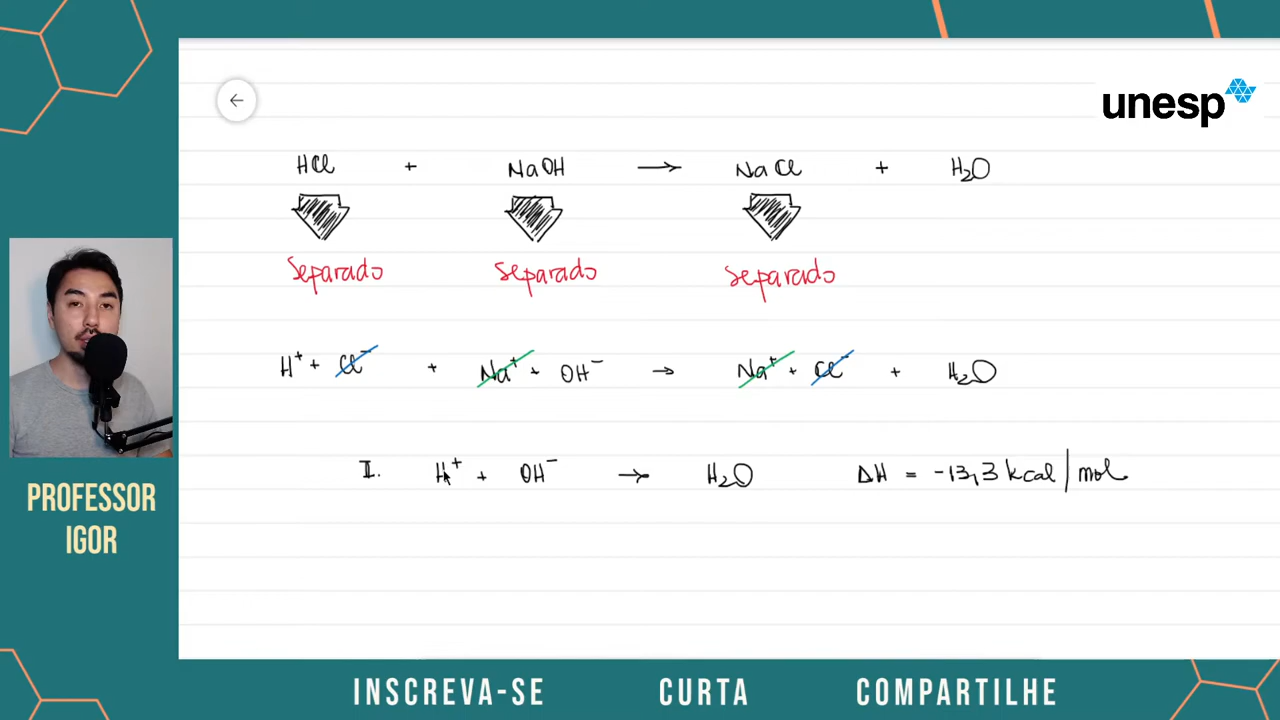 unesp
HCl + NaOH → NaCl + H2O
Separado Separado Separado
H+ + Cl- + Na+ + OH- → Na+ + Cl- + H2O
I. H+ + OH- → H2O ΔH = -13,3 kcal/mol
PROFESSOR
IGOR
INSCREVA-SE CURTA COMPARTILHE